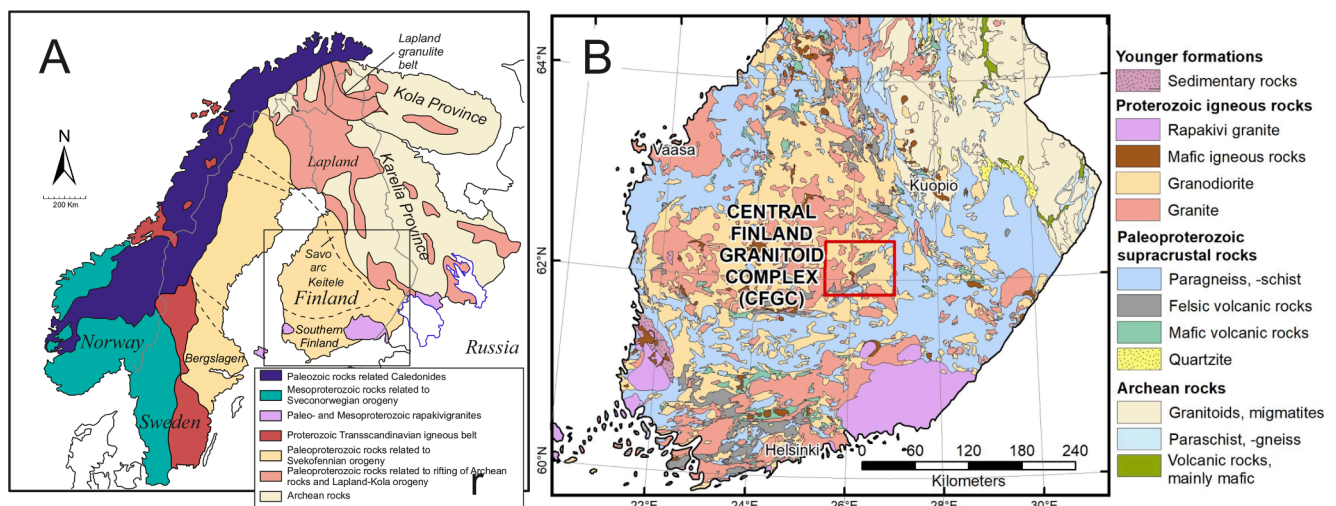 A
Lapland
granulite
belt
Kola Province
N
200 Km
Lapland
Karelia Province
Savo
arc
Keitele
Finland
Southern
Finland
Norway
Bergslagen
Sweden
Russia
Paleozoic rocks related Caledonides
Mesoproterozoic rocks related to
Sveconorwegian orogeny
Paleo- and Mesoproterozoic rapakivigranites
Proterozoic Transscandinavian igneous belt
Paleoproterozoic rocks related to
Svekofennian orogeny
Paleoproterozoic rocks related to rifting of Archean
rocks and Lapland-Kola orogeny
Archean rocks
r
B
64°N
62°N
60°N
Vaasa
Kuopio
CENTRAL
FINLAND
GRANITOID
COMPLEX
(CFGC)
Helsinki
0 60 120 180 240
Kilometers
22°E 24°E 26°E 28°E 30°E
Younger formations
Sedimentary rocks
Proterozoic igneous rocks
Rapakivi granite
Mafic igneous rocks
Granodiorite
Granite
Paleoproterozoic
supracrustal rocks
Paragneiss, -schist
Felsic volcanic rocks
Mafic volcanic rocks
Quartzite
Archean rocks
Granitoids, migmatites
Paraschist, -gneiss
Volcanic rocks,
mainly mafic